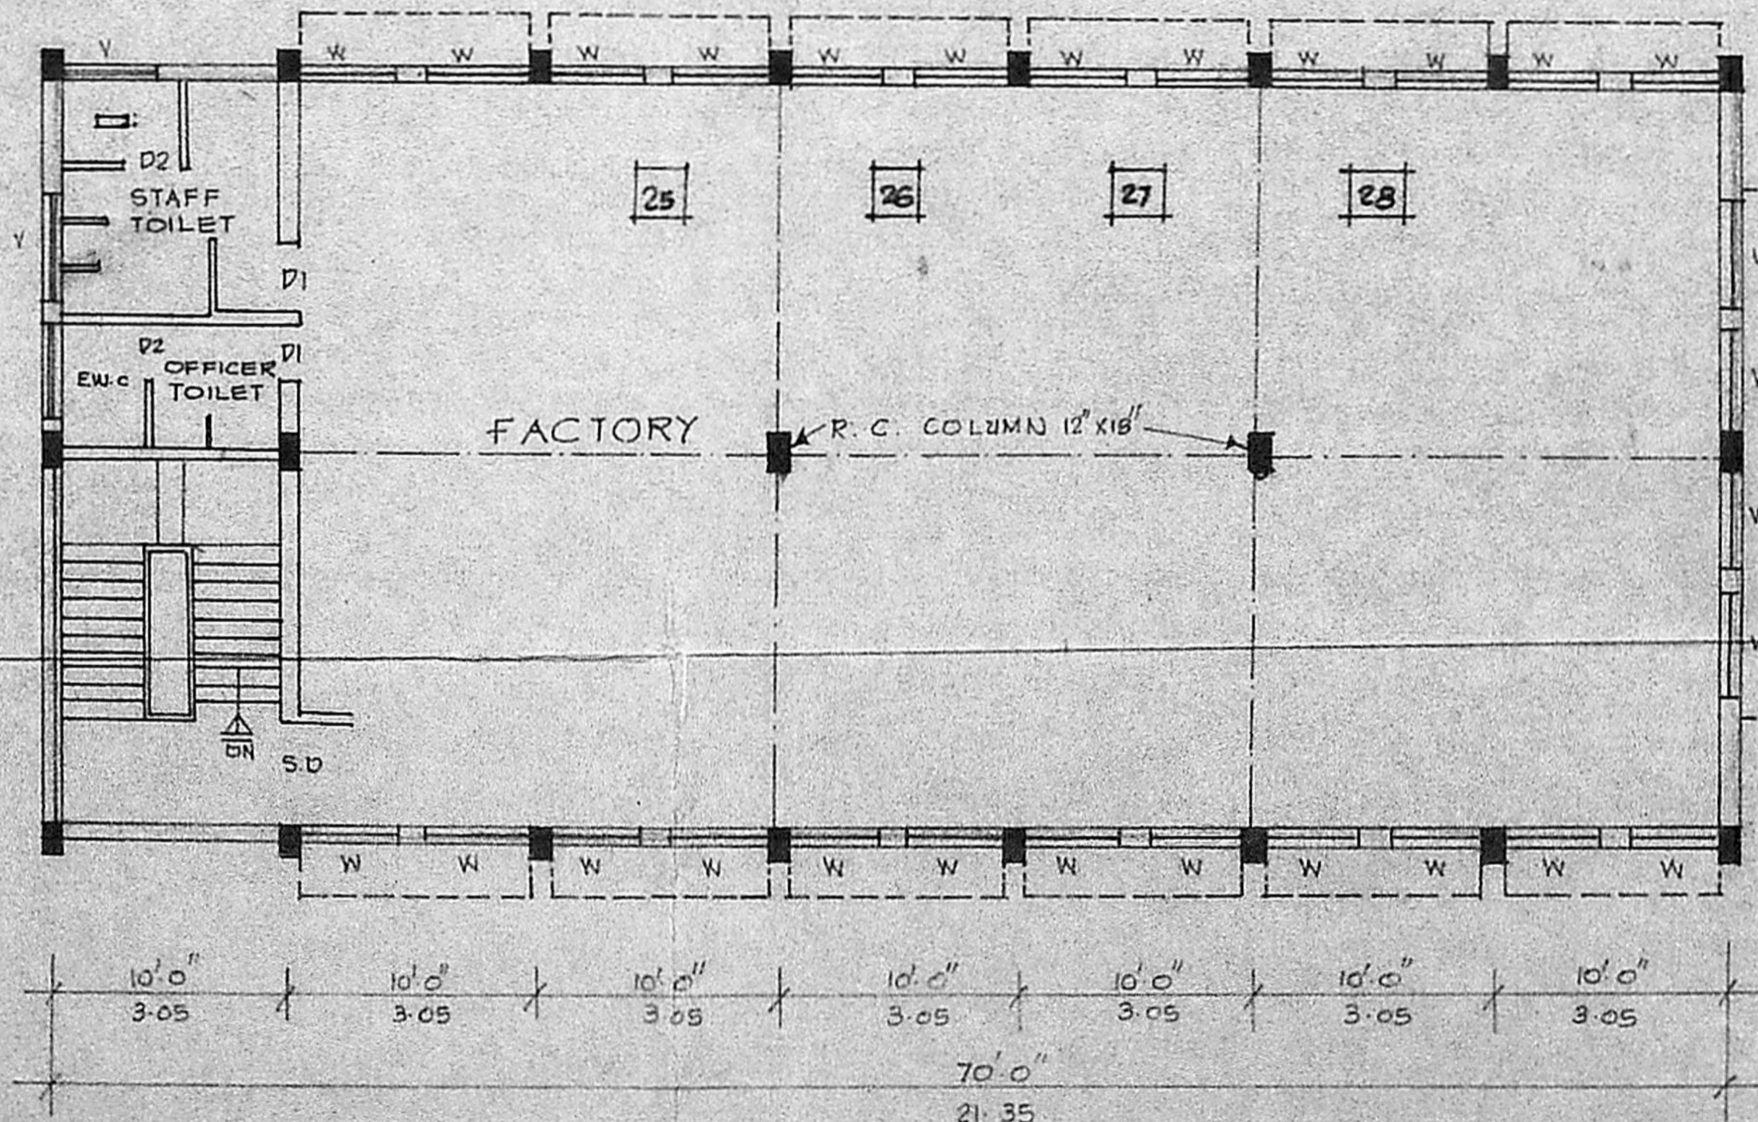 V W W W W W W W W W W W W
D2
STAFF
TOILET
V
25 26 27 28
D1
D2 D1
OFFICER
E.W.C TOILET
FACTORY
R. C. COLUMN 12"X18"
DN
S.D
W W W W W W W W W W W W
10'.0" 10'.0" 10'.0" 10'.0" 10'.0" 10'.0" 10'.0"
3.05 3.05 3.05 3.05 3.05 3.05 3.05
70'.0"
21.35